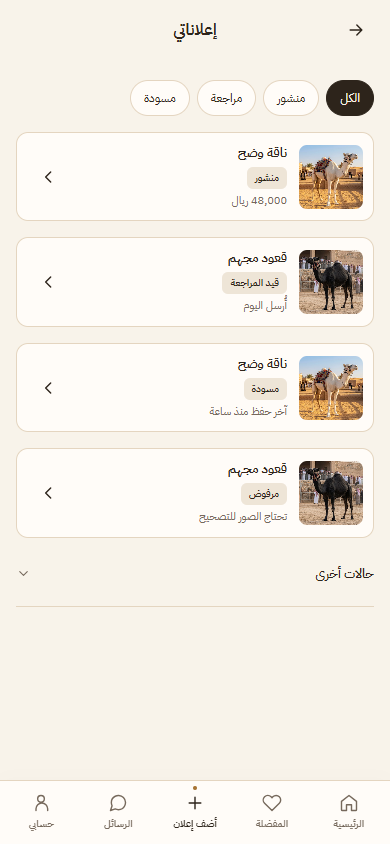 إعلاناتي
الكل
منشور
مراجعة
مسودة
ناقة وضح
منشور
48,000 ريال
قعود مجهم
قيد المراجعة
أُرسل اليوم
ناقة وضح
مسودة
آخر حفظ منذ ساعة
قعود مجهم
مرفوض
تحتاج الصور للتصحيح
حالات أخرى
الرئيسية
المفضلة
أضف إعلان
الرسائل
حسابي